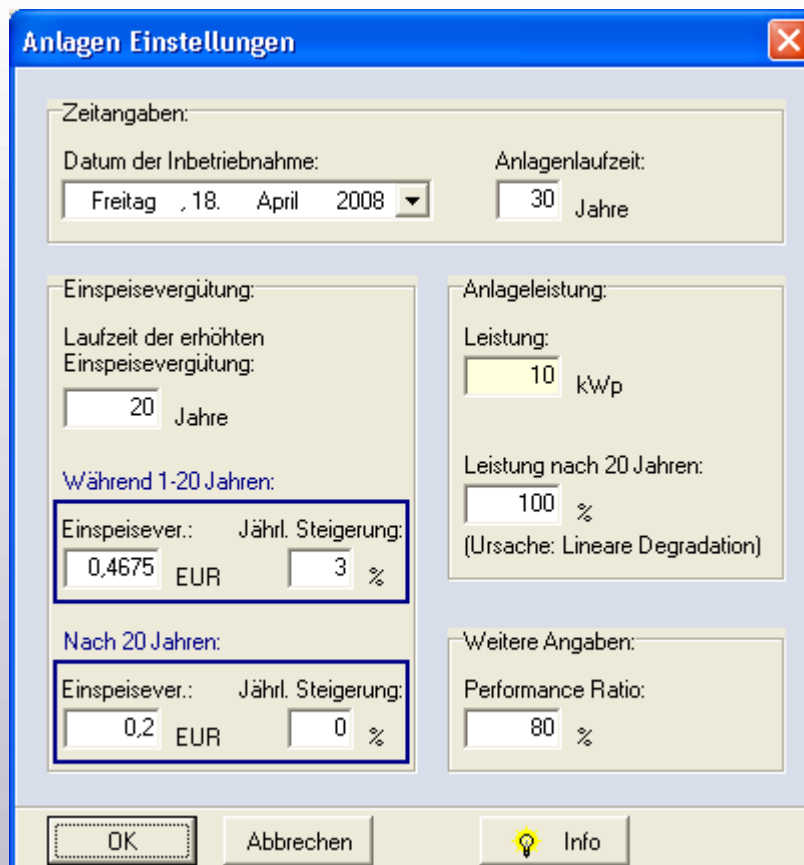 Anlagen Einstellungen
Zeitangaben:
Datum der Inbetriebnahme:
Freitag , 18. April 2008
Anlagenlaufzeit:
30 Jahre
Einspeisevergütung:
Laufzeit der erhöhten
Einspeisevergütung:
20 Jahre
Während 1-20 Jahren:
Einspeisever.: Jährl. Steigerung:
0,4675 EUR 3 %
Nach 20 Jahren:
Einspeisever.: Jährl. Steigerung:
0,2 EUR 0 %
Anlageleistung:
Leistung:
10 kWp
Leistung nach 20 Jahren:
100 %
(Ursache: Lineare Degradation)
Weitere Angaben:
Performance Ratio:
80 %
OK Abbrechen Info